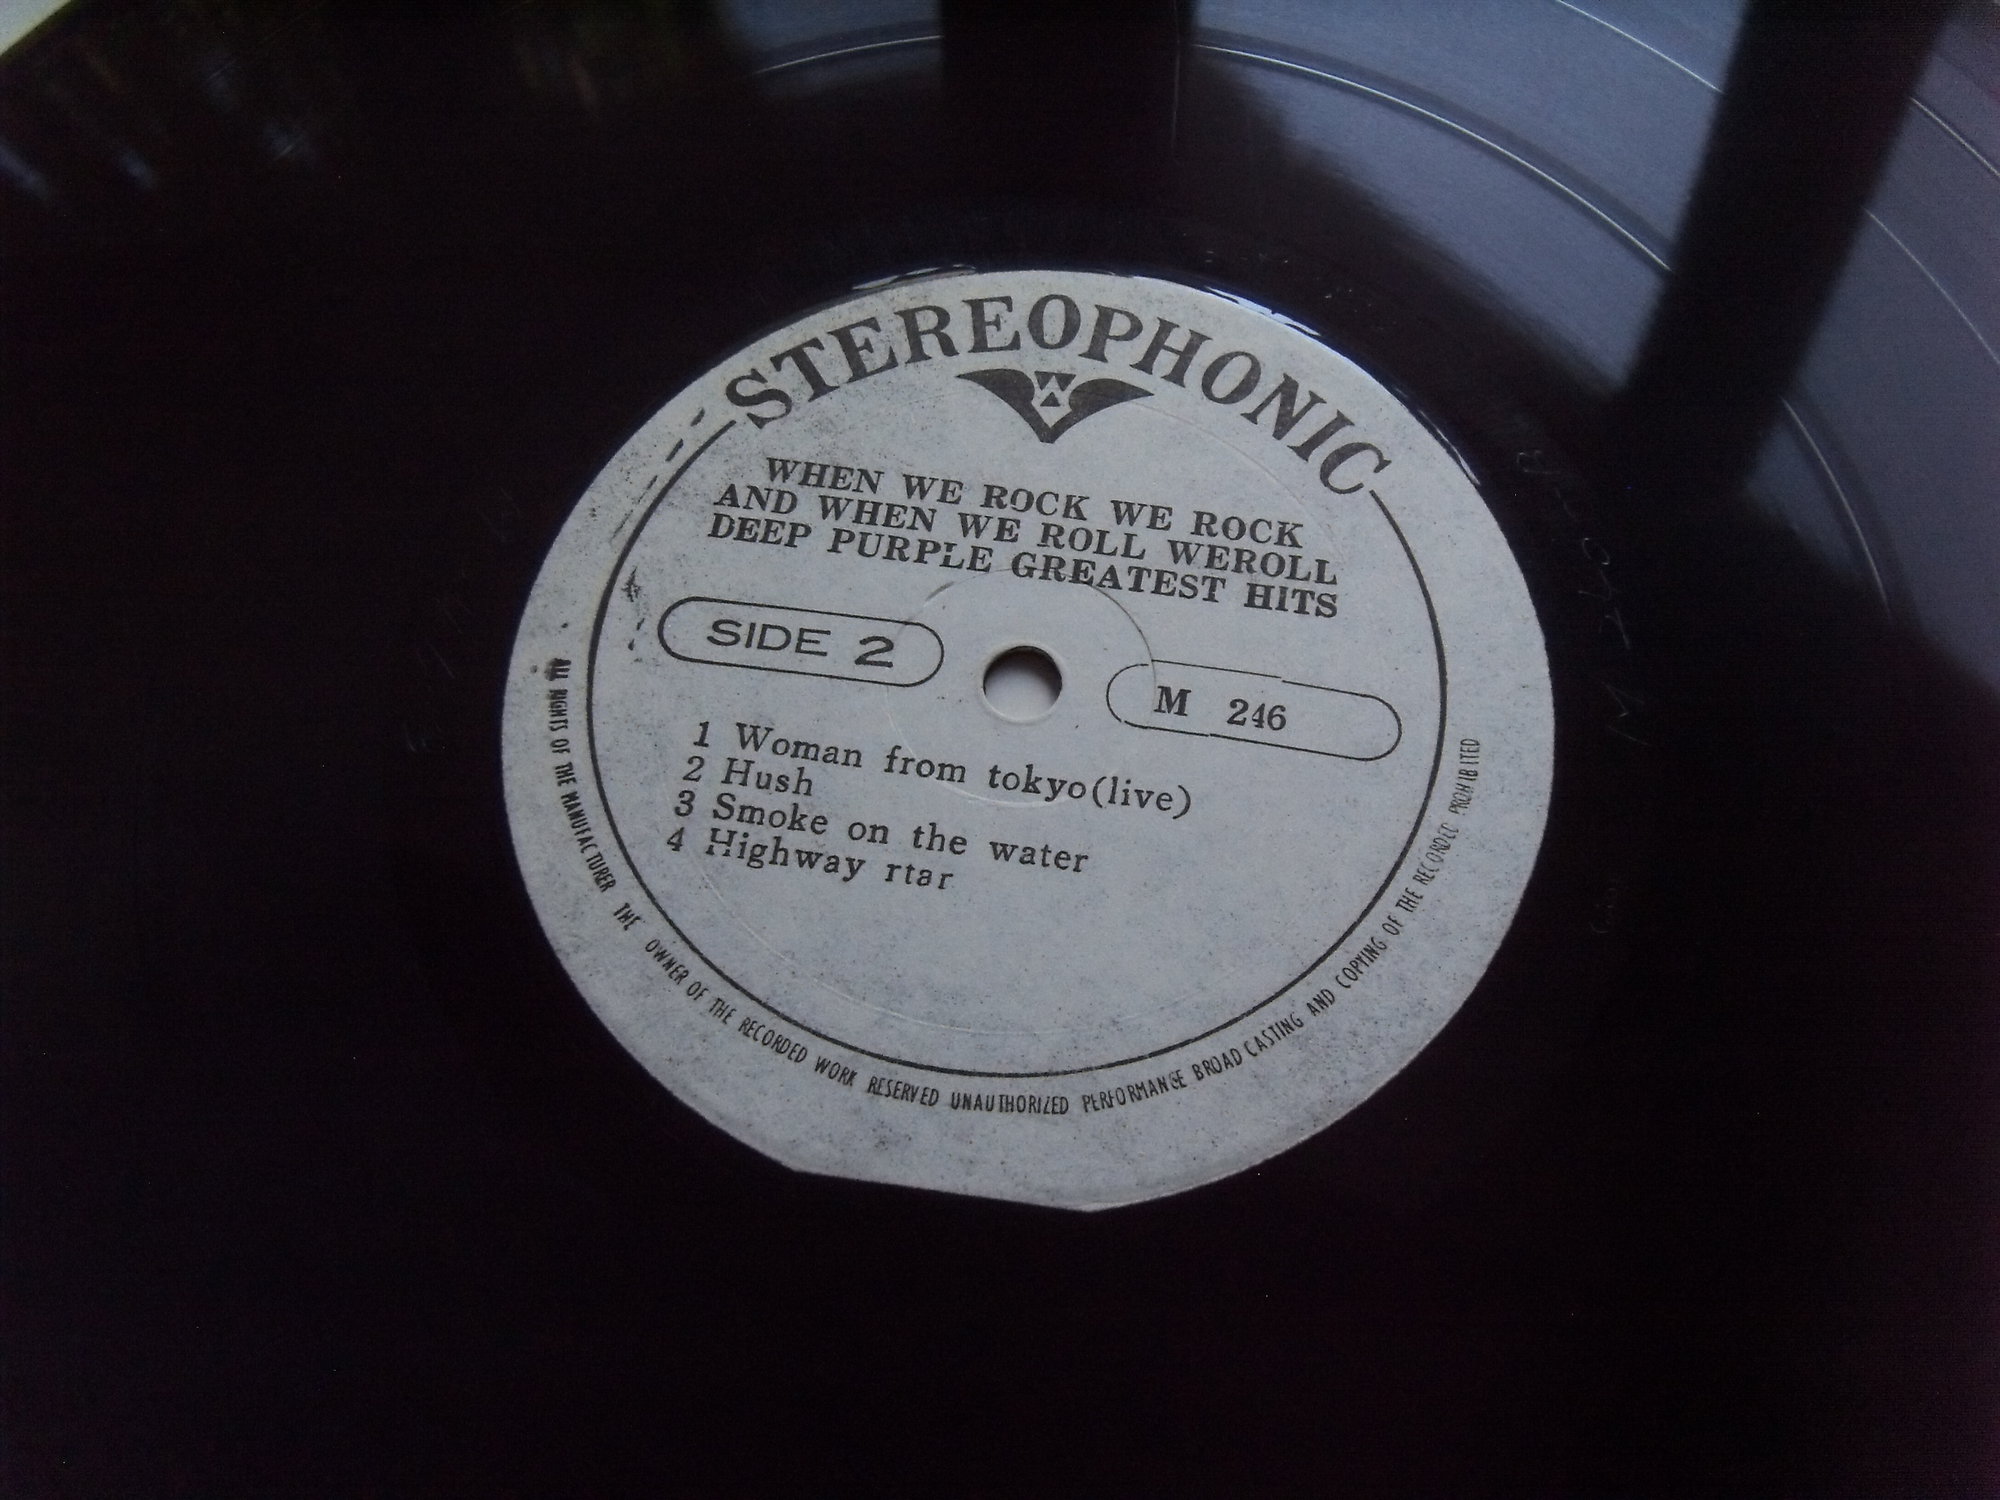 STEREOPHONIC
WHEN WE ROCK WE ROCK
AND WHEN WE ROLL WEROLL
DEEP PURPLE GREATEST HITS
SIDE 2
M 246
1 Woman from tokyo(live)
2 Hush
3 Smoke on the water
4 Highway rtar
ALL RIGHTS OF THE MANUFACTURER THE OWNER OF THE RECORDED WORK RESERVED UNAUTHORIZED PERFORMANCE BROAD CASTING AND COPYING OF THE RECORDED PROHIBITED